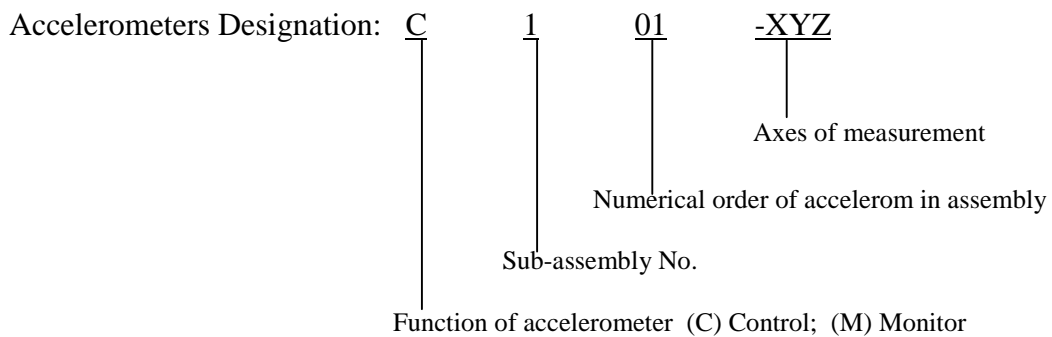 Accelerometers Designation: C 1 01 -XYZ
Axes of measurement
Numerical order of accelerom in assembly
Sub-assembly No.
Function of accelerometer (C) Control; (M) Monitor